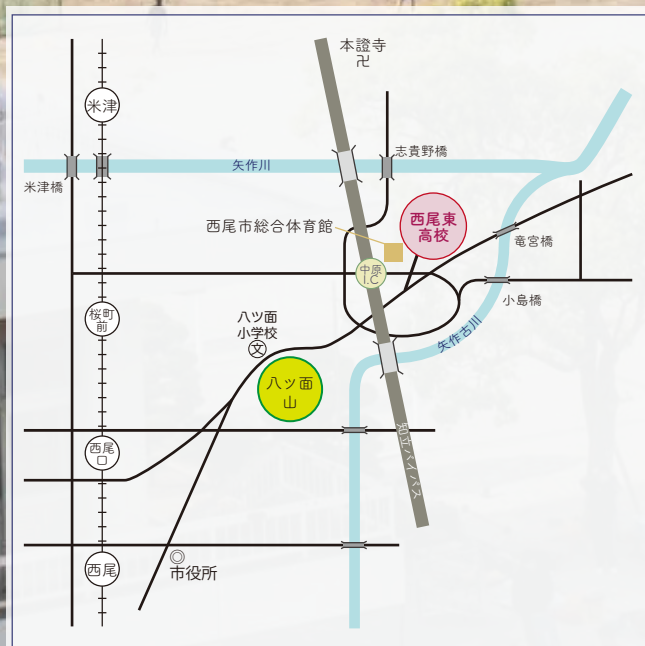 本證寺
卍
米津
矢作川
志貴野橋
米津橋
西尾東
高校
西尾市総合体育館
竜宮橋
中原
I.C
小島橋
桜町
前
八ツ面
小学校
文
矢作古川
八ツ面
山
知立バイパス
西尾
口
◎
西尾
市役所